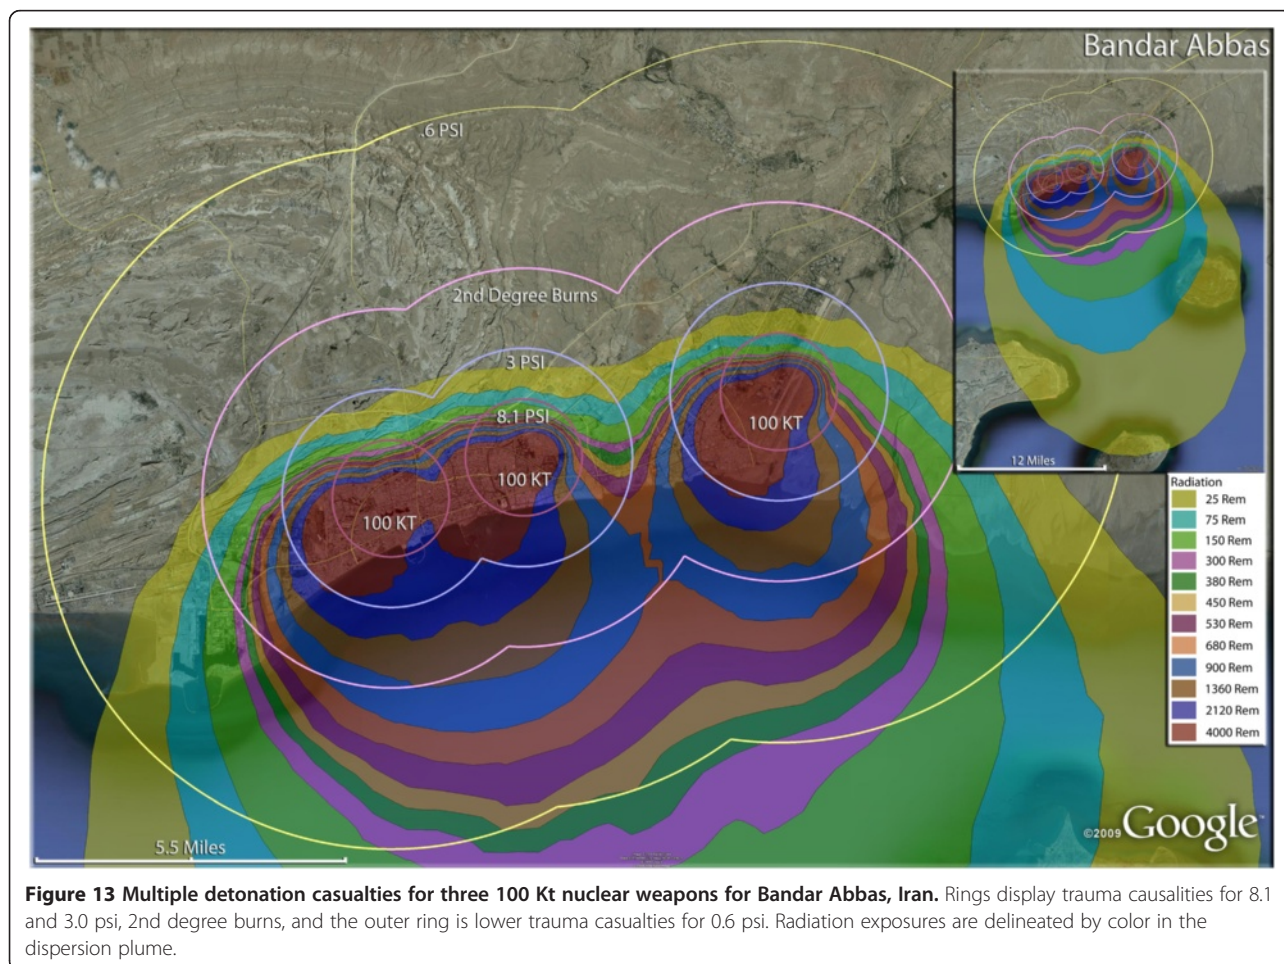 Bandar Abbas
.6 PSI
2nd Degree Burns
3 PSI
8.1 PSI
100 KT
100 KT
100 KT
12 Miles
Radiation
25 Rem
75 Rem
150 Rem
300 Rem
380 Rem
450 Rem
530 Rem
680 Rem
900 Rem
1360 Rem
2120 Rem
4000 Rem
5.5 Miles
©2009 Google
Figure 13 Multiple detonation casualties for three 100 Kt nuclear weapons for Bandar Abbas, Iran. Rings display trauma causalities for 8.1
and 3.0 psi, 2nd degree burns, and the outer ring is lower trauma casualties for 0.6 psi. Radiation exposures are delineated by color in the
dispersion plume.